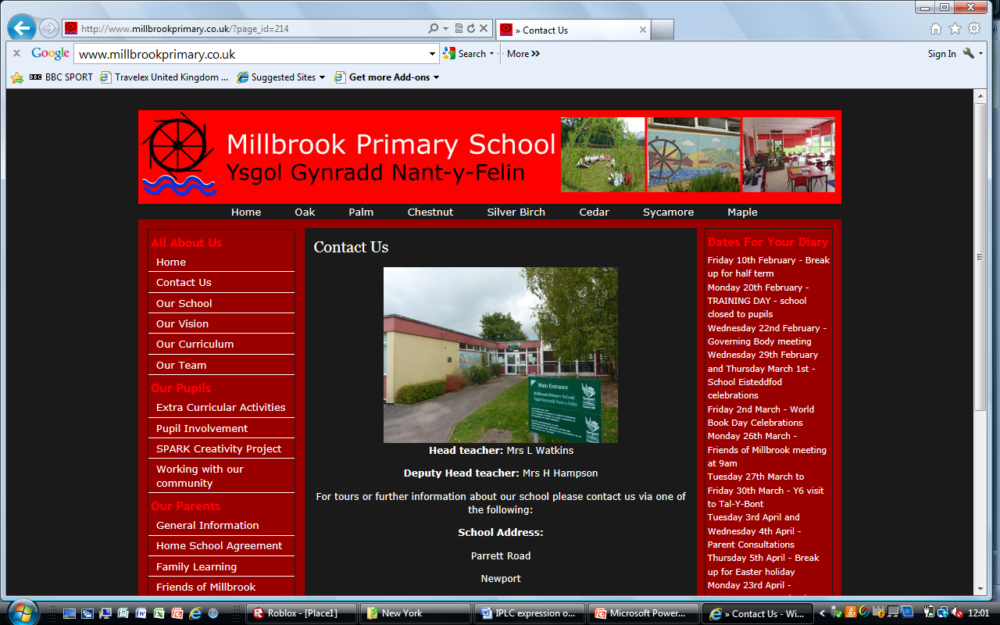 http://www.millbrookprimary.co.uk/?page_id=214
» Contact Us
Google
www.millbrookprimary.co.uk
Search
More »
Sign In
BBC
BBC SPORT
Travelex United Kingdom ...
Suggested Sites
Get more Add-ons
Millbrook Primary School
Ysgol Gynradd Nant-y-Felin
Home Oak Palm Chestnut Silver Birch Cedar Sycamore Maple
All About Us
Home
Contact Us
Our School
Our Vision
Our Curriculum
Our Team
Our Pupils
Extra Curricular Activities
Pupil Involvement
SPARK Creativity Project
Working with our
community
Our Parents
General Information
Home School Agreement
Family Learning
Friends of Millbrook
Contact Us
Main Entrance
Millbrook Primary School
Ysgol Gynradd Nant-y-Felin
Newport
Head teacher: Mrs L Watkins
Deputy Head teacher: Mrs H Hampson
For tours or further information about our school please contact us via one of
the following:
School Address:
Parrett Road
Newport
Dates For Your Diary
Friday 10th February - Break
up for half term
Monday 20th February -
TRAINING DAY - school
closed to pupils
Wednesday 22nd February -
Governing Body meeting
Wednesday 29th February
and Thursday March 1st -
School Eisteddfod
celebrations
Friday 2nd March - World
Book Day Celebrations
Monday 26th March -
Friends of Millbrook meeting
at 9am
Tuesday 27th March to
Friday 30th March - Y6 visit
to Tal-Y-Bont
Tuesday 3rd April and
Wednesday 4th April -
Parent Consultations
Thursday 5th April - Break
up for Easter holiday
Monday 23rd April -
Roblox - [Place1]
New York
IPLC expression o...
Microsoft Power...
» Contact Us - Wi...
12:01